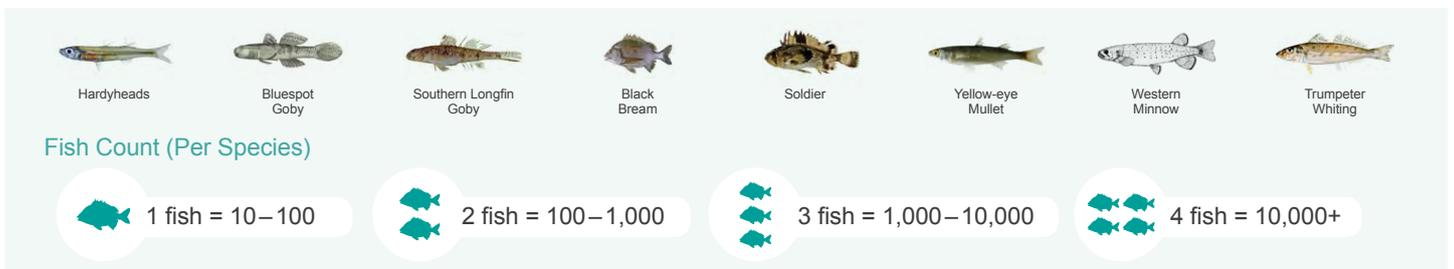 Hardyheads
Bluespot
Goby
Southern Longfin
Goby
Black
Bream
Soldier
Yellow-eye
Mullet
Western
Minnow
Trumpeter
Whiting
Fish Count (Per Species)
1 fish = 10–100
2 fish = 100–1,000
3 fish = 1,000–10,000
4 fish = 10,000+